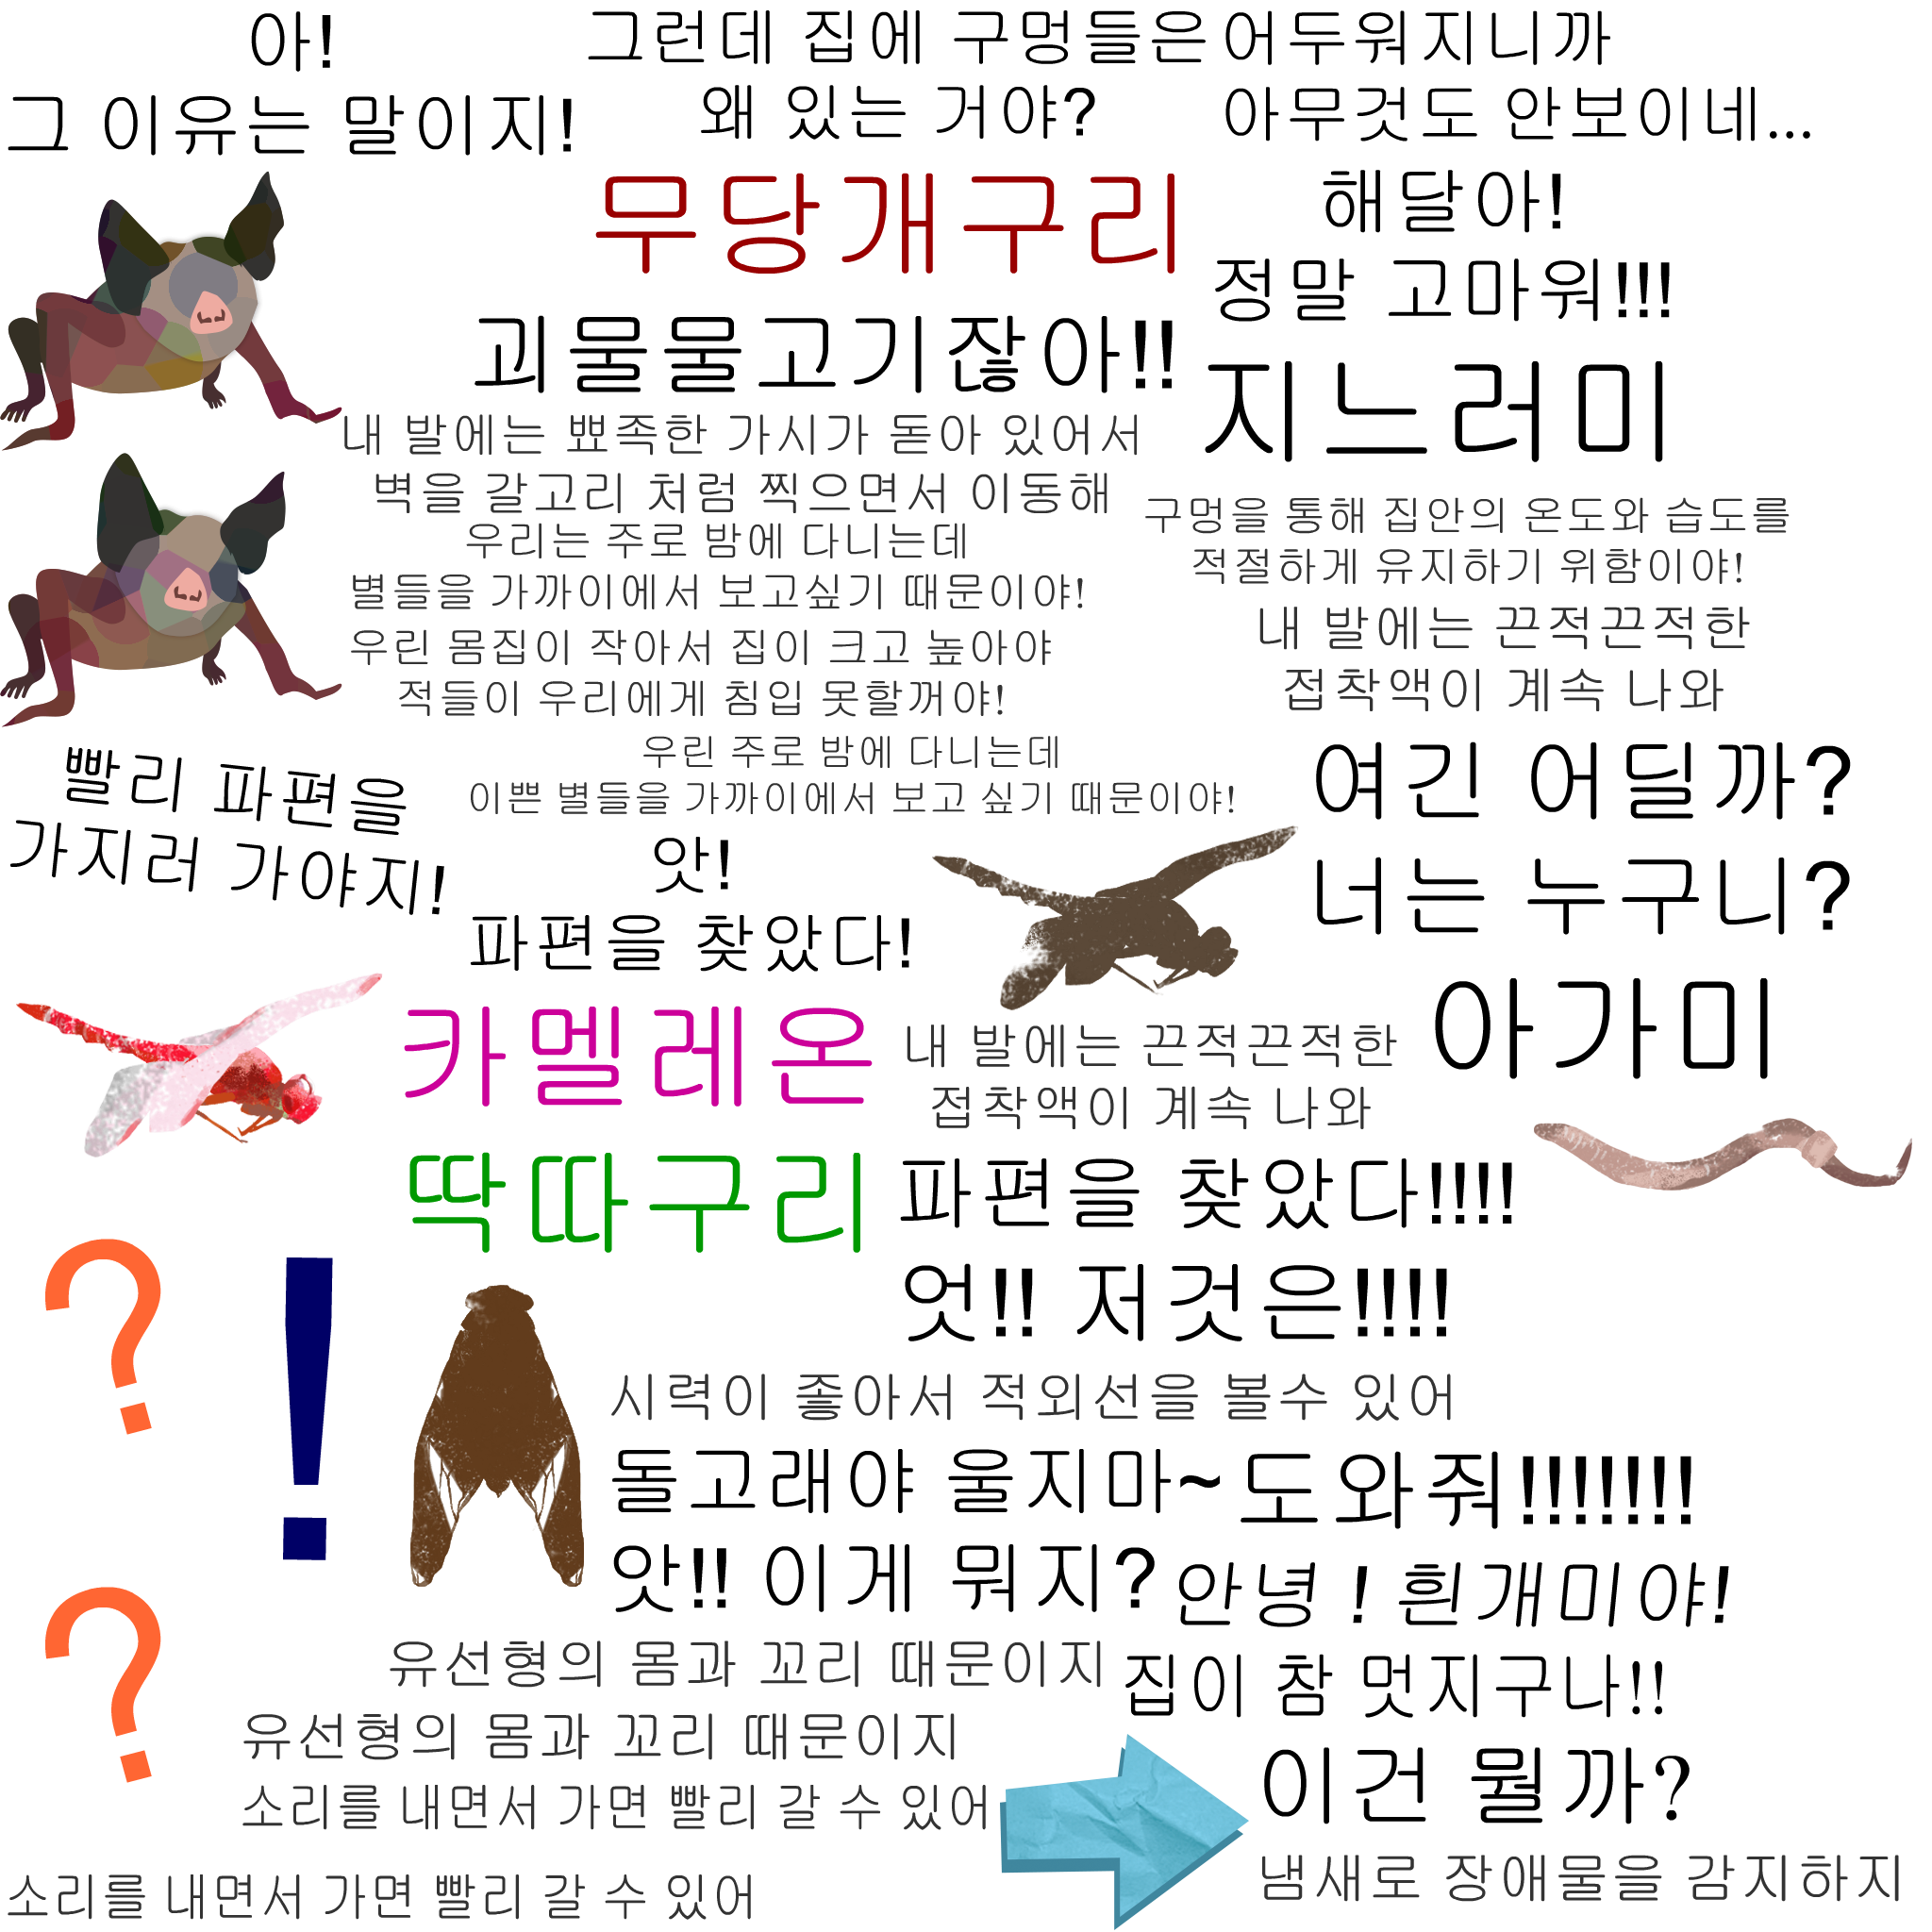 아!
그 이유는 말이지!
그런데 집에 구멍들은
왜 있는 거야?
어두워지니까
아무것도 안보이네...
무당개구리
해달아!
정말 고마워!!!
괴물물고기잖아!!
지느러미
내 발에는 뾰족한 가시가 돋아 있어서
벽을 갈고리 처럼 찍으면서 이동해
우리는 주로 밤에 다니는데
별들을 가까이에서 보고싶기 때문이야!
구멍을 통해 집안의 온도와 습도를
적절하게 유지하기 위함이야!
우린 몸집이 작아서 집이 크고 높아야
적들이 우리에게 침입 못할꺼야!
내 발에는 끈적끈적한
접착액이 계속 나와
우린 주로 밤에 다니는데
이쁜 별들을 가까이에서 보고 싶기 때문이야!
빨리 파편을
가지러 가야지!
여긴 어딜까?
너는 누구니?
앗!
파편을 찾았다!
아가미
카멜레온
내 발에는 끈적끈적한
접착액이 계속 나와
딱따구리
파편을 찾았다!!!!
?
!
엇!! 저것은!!!!
시력이 좋아서 적외선을 볼수 있어
돌고래야 울지마~
도와줘!!!!!!!
앗!! 이게 뭐지?
안녕 ! 흰개미야!
?
유선형의 몸과 꼬리 때문이지
집이 참 멋지구나!!
유선형의 몸과 꼬리 때문이지
이건 뭘까?
소리를 내면서 가면 빨리 갈 수 있어
냄새로 장애물을 감지하지
소리를 내면서 가면 빨리 갈 수 있어